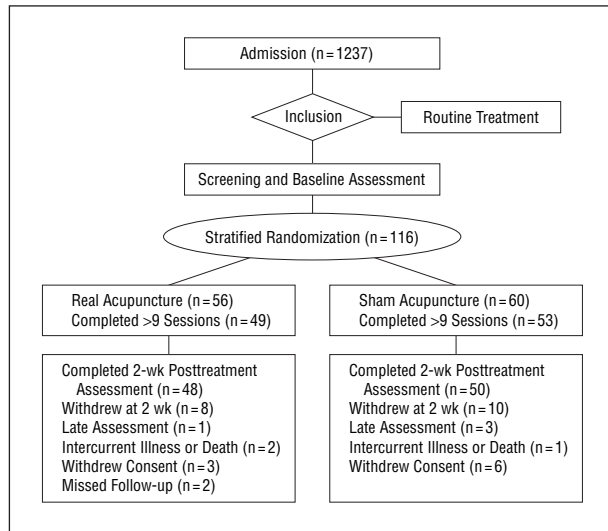 Admission (n=1237)
Inclusion
Routine Treatment
Screening and Baseline Assessment
Stratified Randomization (n=116)
Real Acupuncture (n=56)
Completed >9 Sessions (n=49)
Sham Acupuncture (n=60)
Completed >9 Sessions (n=53)
Completed 2-wk Posttreatment
Assessment (n=48)
Withdrew at 2 wk (n=8)
Late Assessment (n=1)
Intercurrent Illness or Death (n=2)
Withdrew Consent (n=3)
Missed Follow-up (n=2)
Completed 2-wk Posttreatment
Assessment (n=50)
Withdrew at 2 wk (n=10)
Late Assessment (n=3)
Intercurrent Illness or Death (n=1)
Withdrew Consent (n=6)